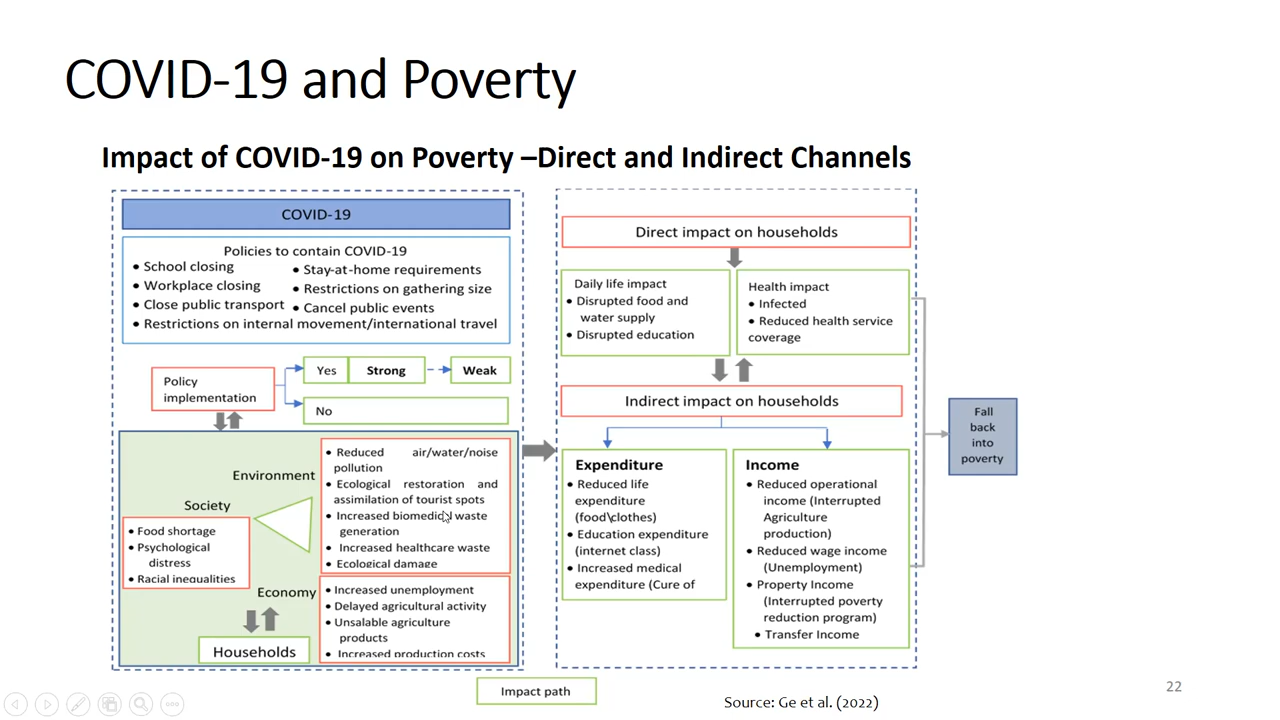 COVID-19 and Poverty
Impact of COVID-19 on Poverty –Direct and Indirect Channels
COVID-19
Policies to contain COVID-19
• School closing
• Workplace closing
• Close public transport
• Stay-at-home requirements
• Restrictions on gathering size
• Cancel public events
• Restrictions on internal movement/international travel
Policy
implementation
Yes
Strong
Weak
No
Environment
• Reduced air/water/noise
pollution
• Ecological restoration and
assimilation of tourist spots
• Increased biomedical waste
generation
• Increased healthcare waste
• Ecological damage
Society
• Food shortage
• Psychological
distress
• Racial inequalities
Economy
• Increased unemployment
• Delayed agricultural activity
• Unsalable agriculture
products
• Increased production costs
Households
Direct impact on households
Daily life impact
• Disrupted food and
water supply
• Disrupted education
Health impact
• Infected
• Reduced health service
coverage
Indirect impact on households
Expenditure
• Reduced life
expenditure
(food\clothes)
• Education expenditure
(internet class)
• Increased medical
expenditure (Cure of
Income
• Reduced operational
income (Interrupted
Agriculture
production)
• Reduced wage income
(Unemployment)
• Property Income
(Interrupted poverty
reduction program)
• Transfer Income
Fall
back
into
poverty
Impact path
Source: Ge et al. (2022)
22